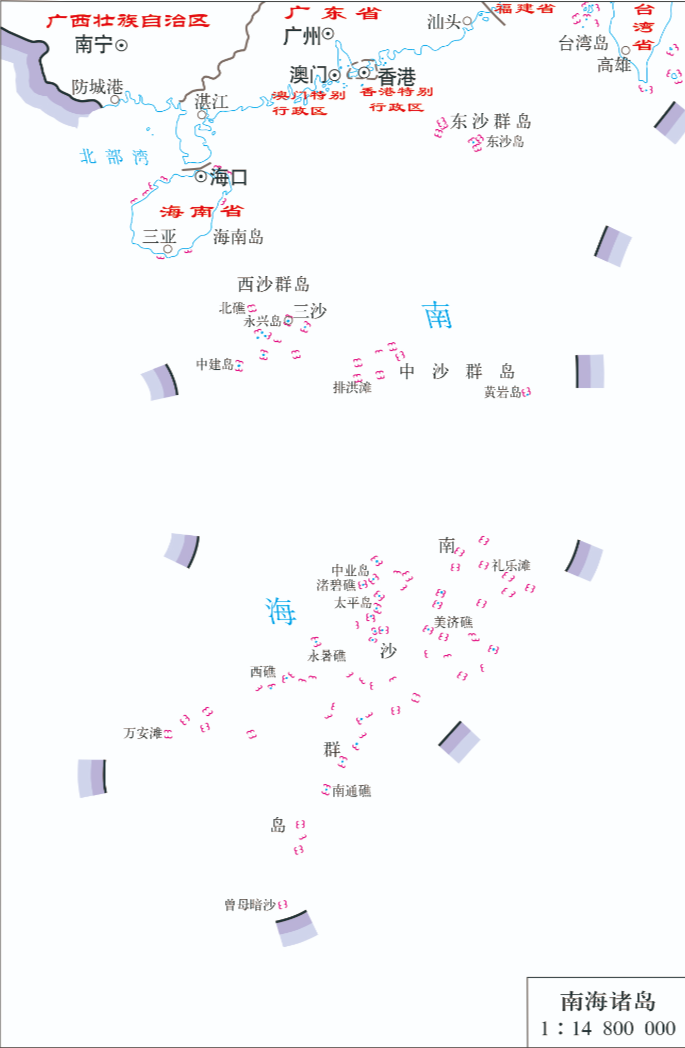 广西壮族自治区
广东省
福建省
台湾省
南宁
广州
汕头
台湾岛
高雄
防城港
湛江
澳门
香港
澳门特别
行政区
香港特别
行政区
东沙群岛
东沙岛
北部湾
海口
海南省
三亚
海南岛
西沙群岛
北礁
永兴岛
三沙
中建岛
南
中沙群岛
排洪滩
黄岩岛
南
中业岛
礼乐滩
渚碧礁
太平岛
海
美济礁
沙
永暑礁
西礁
万安滩
群
南通礁
岛
曾母暗沙
南海诸岛
1:14 800 000